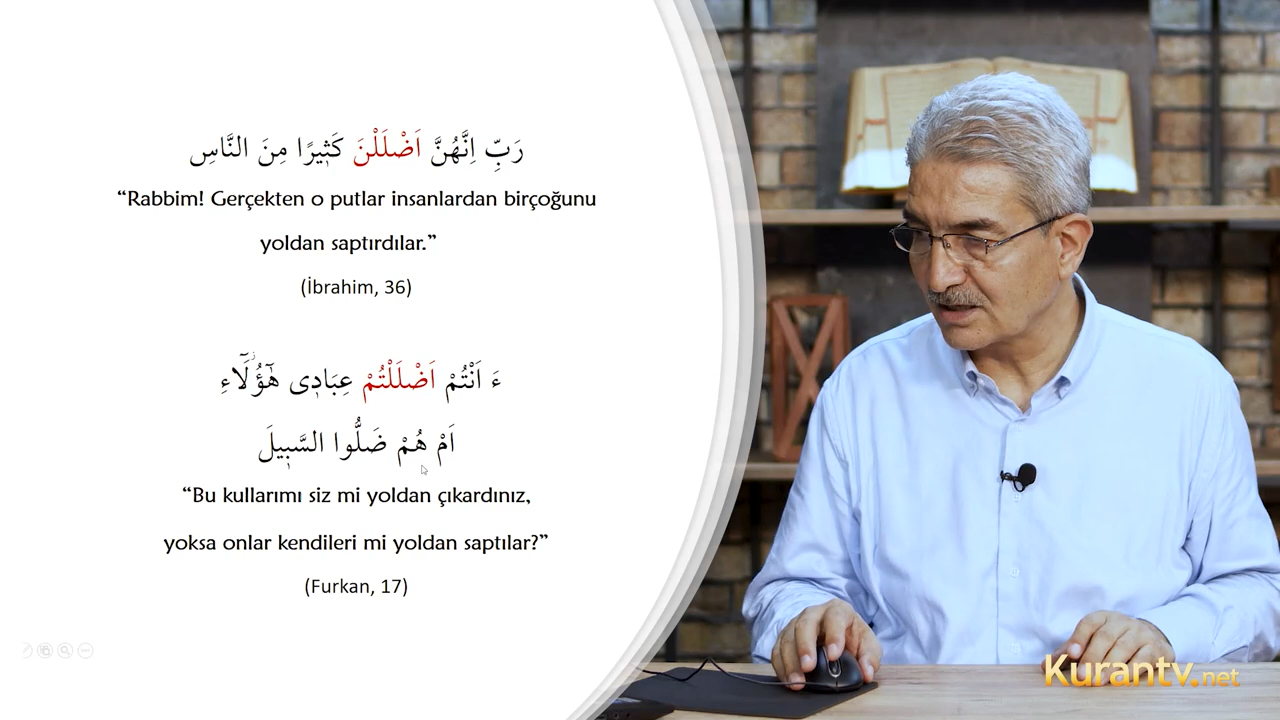 رَبِّ اِنَّهُنَّ اَضْلَلْنَ كَثٖيرًا مِنَ النَّاسِ
“Rabbim! Gerçekten o putlar insanlardan birçoğunu
yoldan saptırdılar.”
(İbrahim, 36)
ءَ اَنْتُمْ اَضْلَلْتُمْ عِبَادٖى هٰٓؤُ۬لَٓاءِ
اَمْ هُمْ ضَلُّوا السَّبٖيلَ
“Bu kullarımı siz mi yoldan çıkardınız,
yoksa onlar kendileri mi yoldan saptılar?”
(Furkan, 17)
Kurantv.net